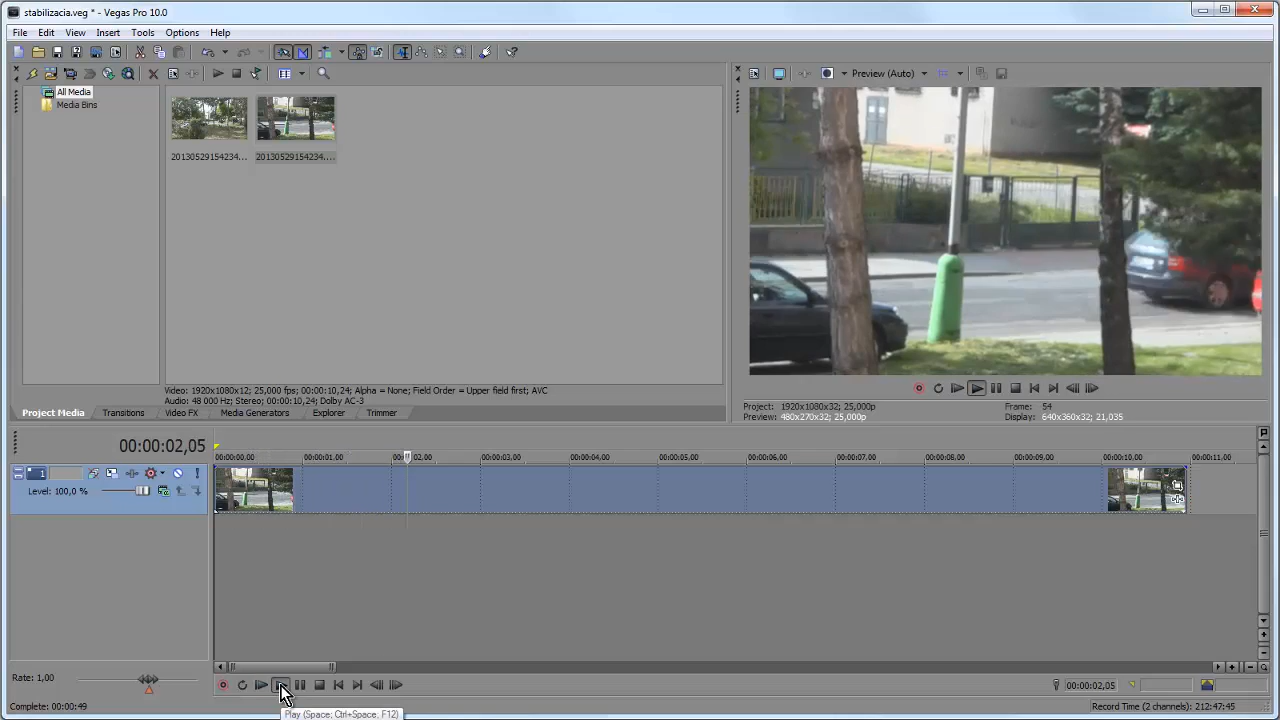 stabilizacia.veg * - Vegas Pro 10.0
File Edit View Insert Tools Options Help
All Media
Media Bins
20130529154234...
20130529154234....
Preview (Auto)
Video: 1920x1080x12; 25,000 fps; 00:00:10,24; Alpha = None; Field Order = Upper field first; AVC
Audio: 48 000 Hz; Stereo; 00:00:10,24; Dolby AC-3
Project Media Transitions Video FX Media Generators Explorer Trimmer
Project: 1920x1080x32; 25,000p
Frame: 54
Preview: 480x270x32; 25,000p
Display: 640x360x32; 21,035
00:00:02,05
00:00:00,00 00:00:01,00 00:00:02,00 00:00:03,00 00:00:04,00 00:00:05,00 00:00:06,00 00:00:07,00 00:00:08,00 00:00:09,00 00:00:10,00 00:00:11,00
1
Level: 100,0 %
Rate: 1,00
00:00:02,05
Complete: 00:00:49
Play (Space; Ctrl+Space; F12)
Record Time (2 channels): 212:47:45